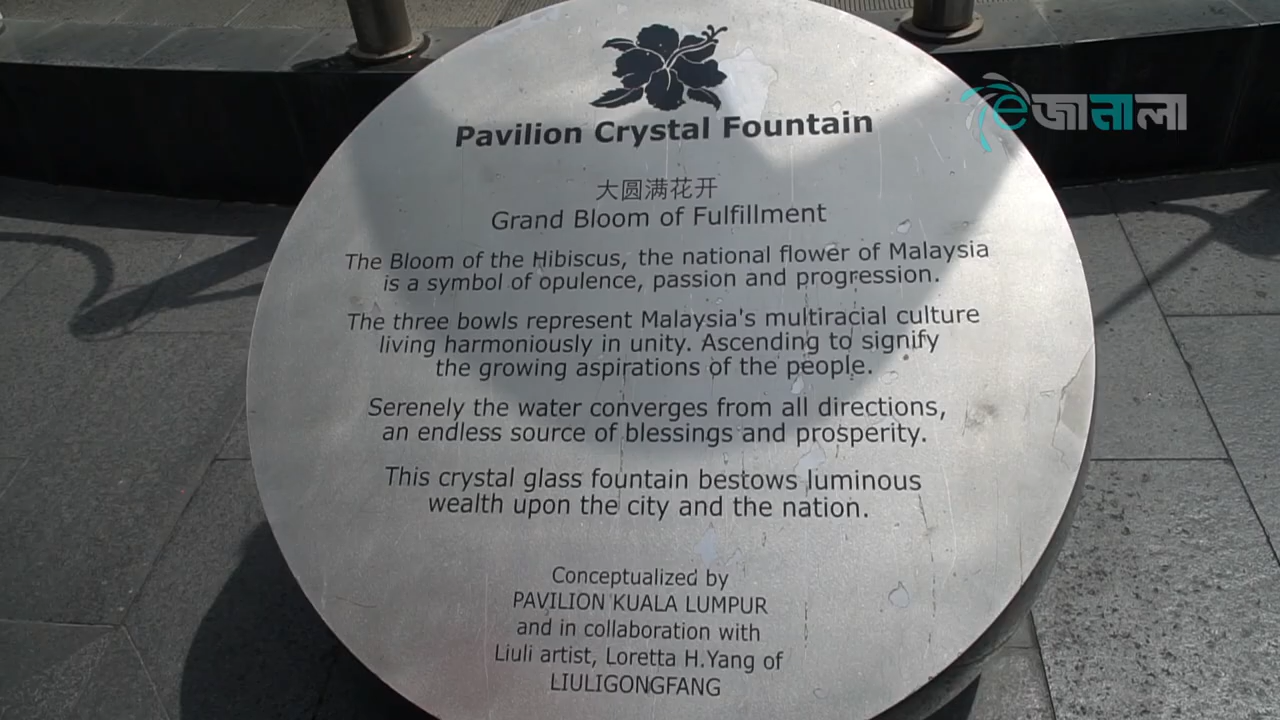 eজানালা
Pavilion Crystal Fountain
大圆满花开
Grand Bloom of Fulfillment
The Bloom of the Hibiscus, the national flower of Malaysia
is a symbol of opulence, passion and progression.
The three bowls represent Malaysia's multiracial culture
living harmoniously in unity. Ascending to signify
the growing aspirations of the people.
Serenely the water converges from all directions,
an endless source of blessings and prosperity.
This crystal glass fountain bestows luminous
wealth upon the city and the nation.
Conceptualized by
PAVILION KUALA LUMPUR
and in collaboration with
Liuli artist, Loretta H.Yang of
LIULIGONGFANG